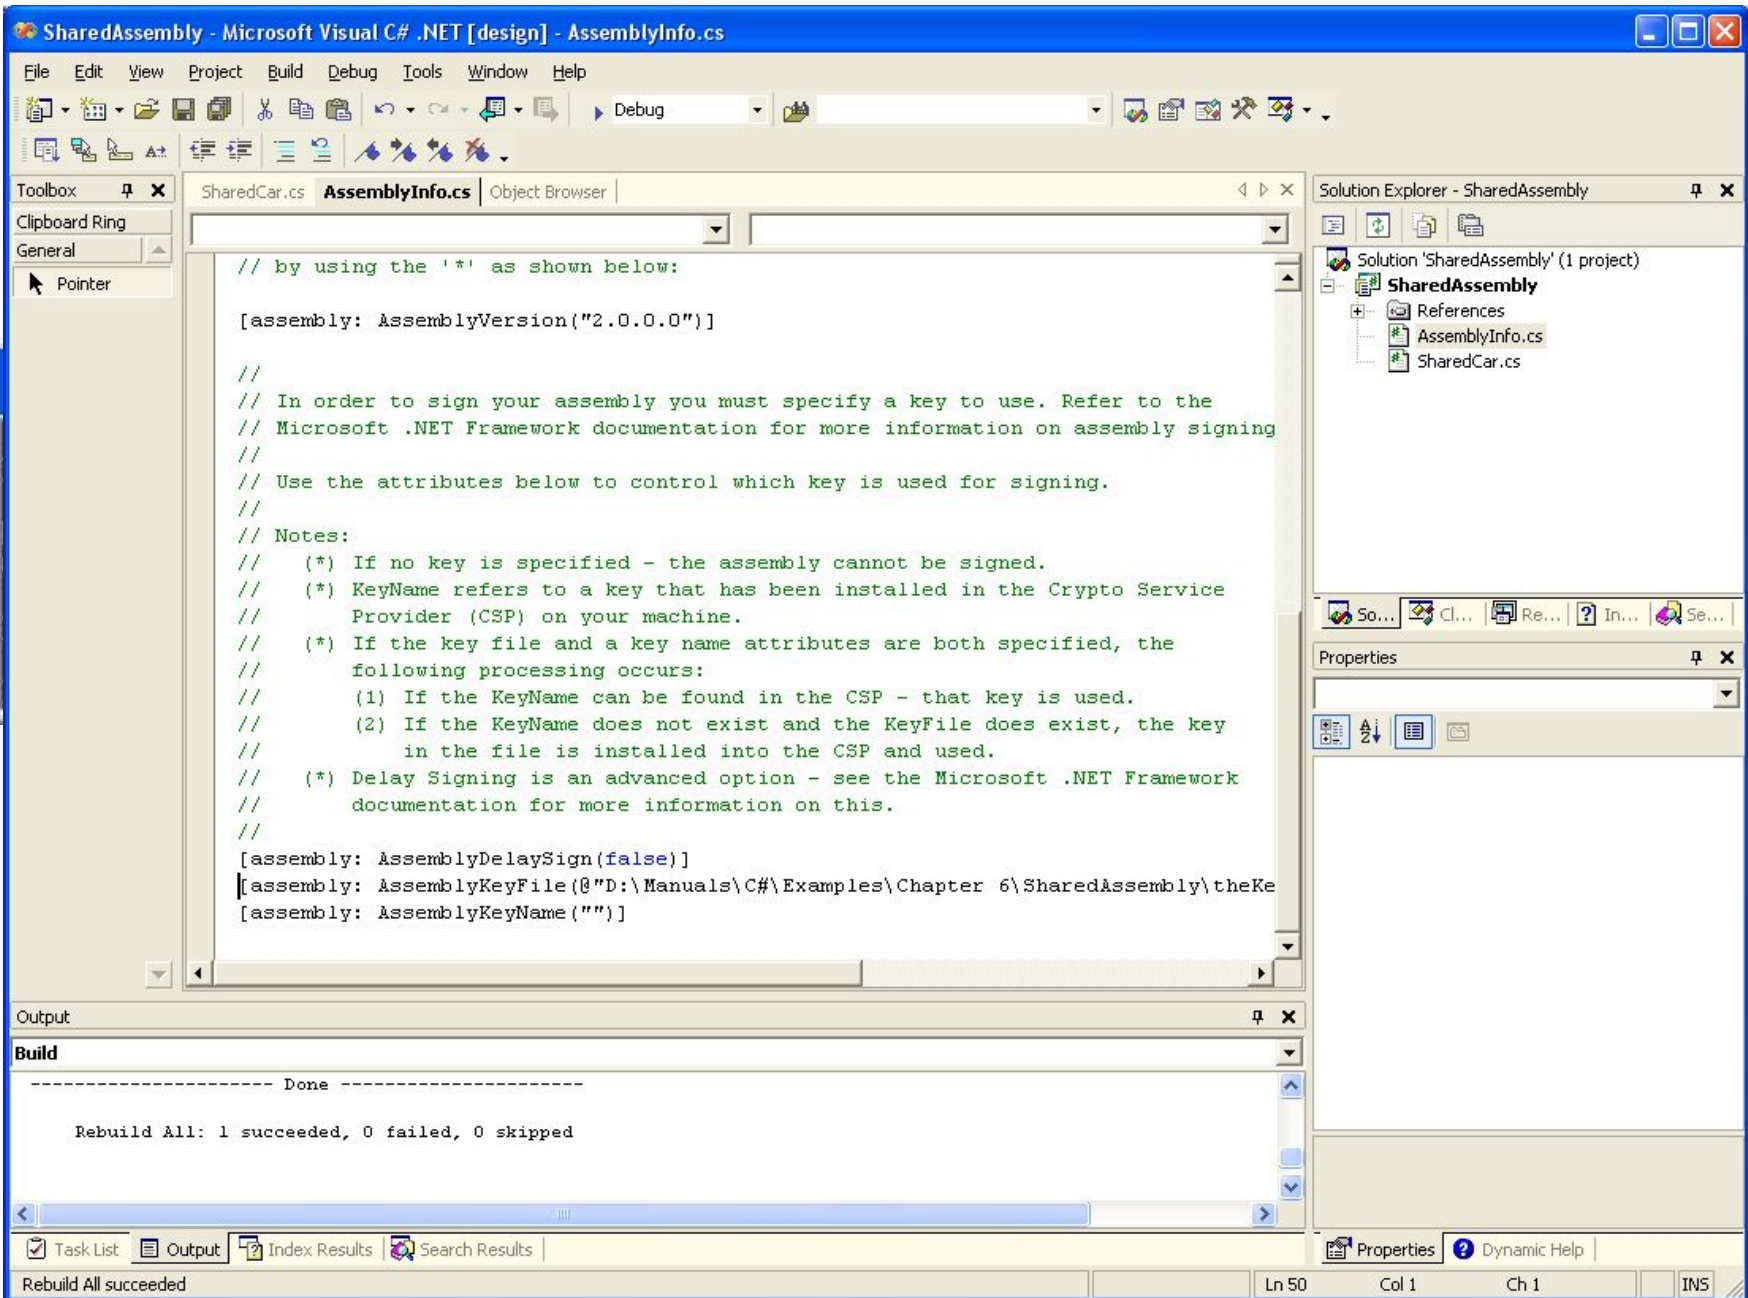 SharedAssembly - Microsoft Visual C# .NET [design] - AssemblyInfo.cs
File Edit View Project Build Debug Tools Window Help
Debug
Toolbox
SharedCar.cs AssemblyInfo.cs Object Browser
Solution Explorer - SharedAssembly
Clipboard Ring
General
Pointer
// by using the '*' as shown below:
[assembly: AssemblyVersion("2.0.0.0")]
//
// In order to sign your assembly you must specify a key to use. Refer to the
// Microsoft .NET Framework documentation for more information on assembly signing
//
// Use the attributes below to control which key is used for signing.
//
// Notes:
// (*) If no key is specified - the assembly cannot be signed.
// (*) KeyName refers to a key that has been installed in the Crypto Service
// Provider (CSP) on your machine.
// (*) If the key file and a key name attributes are both specified, the
// following processing occurs:
// (1) If the KeyName can be found in the CSP - that key is used.
// (2) If the KeyName does not exist and the KeyFile does exist, the key
// in the file is installed into the CSP and used.
// (*) Delay Signing is an advanced option - see the Microsoft .NET Framework
// documentation for more information on this.
//
[assembly: AssemblyDelaySign(false)]
[assembly: AssemblyKeyFile(@"D:\Manuals\C#\Examples\Chapter 6\SharedAssembly\theKe
[assembly: AssemblyKeyName("")]
Solution 'SharedAssembly' (1 project)
SharedAssembly
References
AssemblyInfo.cs
SharedCar.cs
So... Cl... Re... In... Se...
Properties
Output
Build
---------------------- Done ----------------------
Rebuild All: 1 succeeded, 0 failed, 0 skipped
Task List Output Index Results Search Results
Properties Dynamic Help
Rebuild All succeeded
Ln 50 Col 1 Ch 1 INS